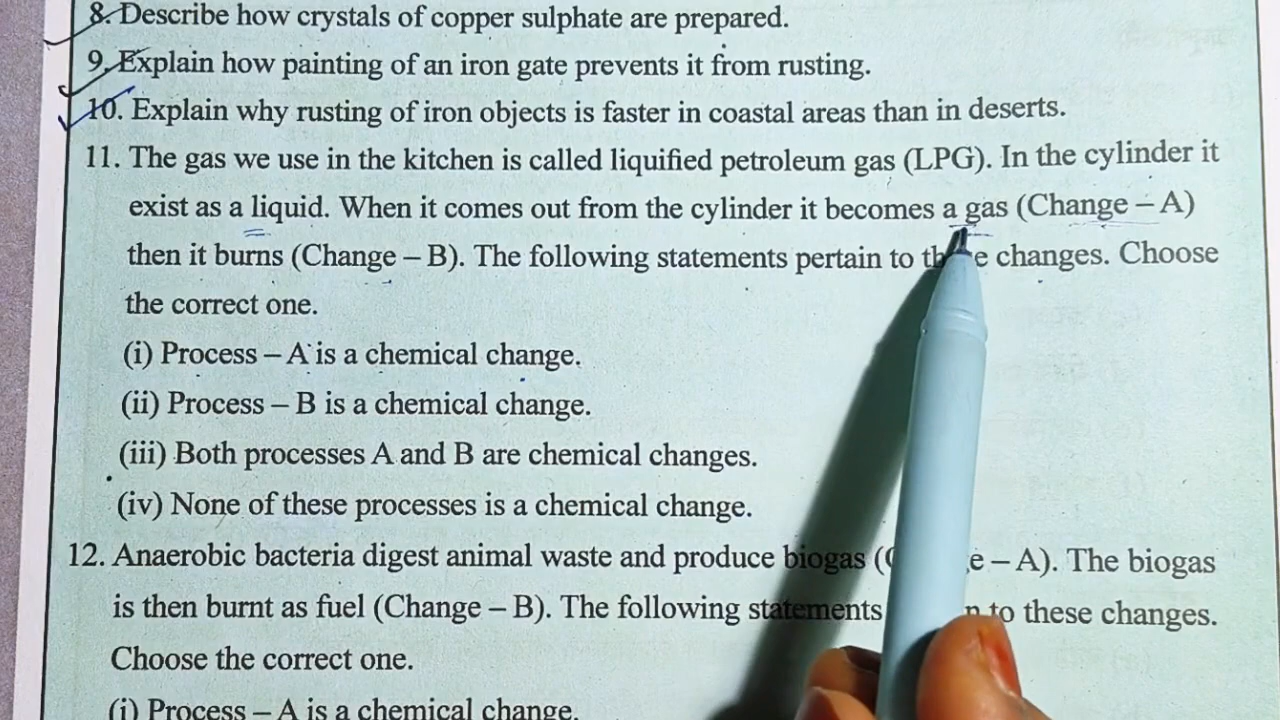 8. Describe how crystals of copper sulphate are prepared.
9. Explain how painting of an iron gate prevents it from rusting.
10. Explain why rusting of iron objects is faster in coastal areas than in deserts.
11. The gas we use in the kitchen is called liquified petroleum gas (LPG). In the cylinder it
exist as a liquid. When it comes out from the cylinder it becomes a gas (Change – A)
then it burns (Change – B). The following statements pertain to changes. Choose
the correct one.
(i) Process – A is a chemical change.
(ii) Process – B is a chemical change.
(iii) Both processes A and B are chemical changes.
(iv) None of these processes is a chemical change.
12. Anaerobic bacteria digest animal waste and produce biogas – A). The biogas
is then burnt as fuel (Change – B). The following statements to these changes.
Choose the correct one.
(i) Process – A is a chemical change.